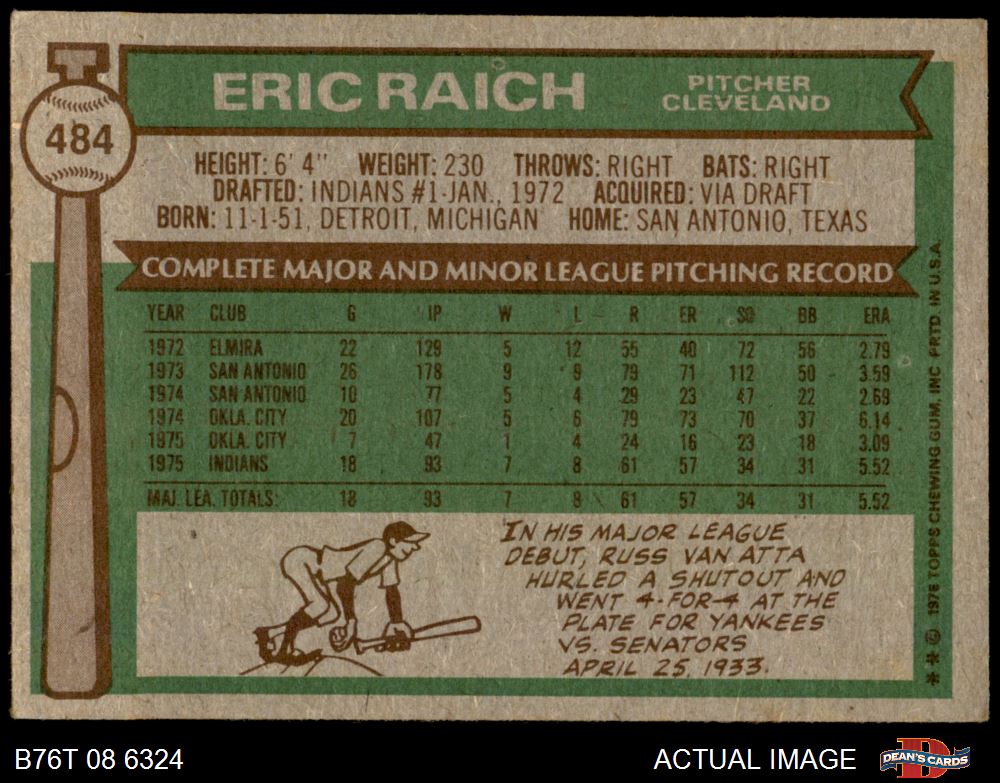 ERIC RAICH
PITCHER
CLEVELAND
484
HEIGHT: 6' 4" WEIGHT: 230 THROWS: RIGHT BATS: RIGHT
DRAFTED: INDIANS #1-JAN., 1972 ACQUIRED: VIA DRAFT
BORN: 11-1-51, DETROIT, MICHIGAN HOME: SAN ANTONIO, TEXAS
COMPLETE MAJOR AND MINOR LEAGUE PITCHING RECORD
YEAR CLUB G IP W L R ER SO BB ERA
1972 ELMIRA 22 129 5 12 55 40 72 56 2.79
1973 SAN ANTONIO 26 178 9 9 79 71 112 50 3.59
1974 SAN ANTONIO 10 77 5 4 29 23 47 22 2.69
1974 OKLA. CITY 20 107 5 6 79 73 70 37 6.14
1975 OKLA. CITY 7 47 1 4 24 16 23 18 3.09
1975 INDIANS 18 93 7 8 61 57 34 31 5.52
MAJ. LEA. TOTALS: 18 93 7 8 61 57 34 31 5.52
IN HIS MAJOR LEAGUE
DEBUT, RUSS VAN ATTA
HURLED A SHUTOUT AND
WENT 4-FOR-4 AT THE
PLATE FOR YANKEES
VS. SENATORS
APRIL 25, 1933.
** © 1976 TOPPS CHEWING GUM, INC. PRTD. IN U.S.A.
B76T 08 6324
ACTUAL IMAGE
D
DEAN'S CARDS